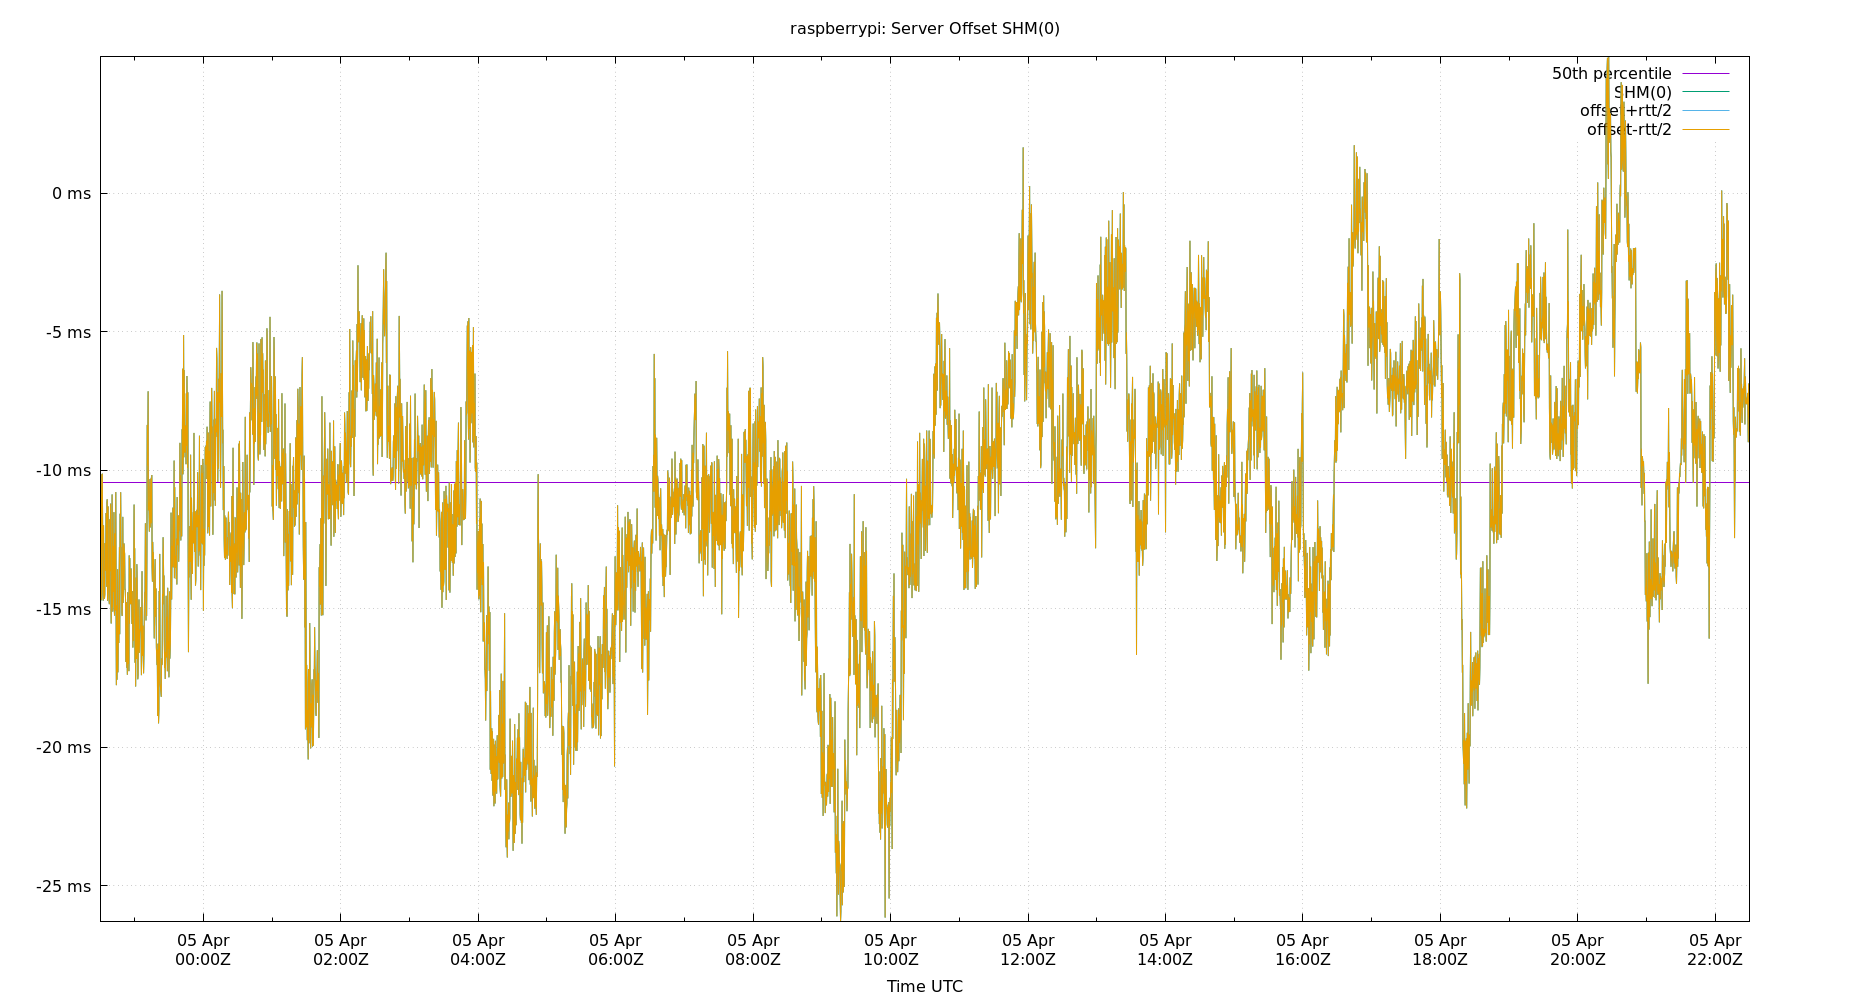 raspberrypi: Server Offset SHM(0)
50th percentile
SHM(0)
offset+rtt/2
offset-rtt/2
0 ms
-5 ms
-10 ms
-15 ms
-20 ms
-25 ms
05 Apr 05 Apr 05 Apr 05 Apr 05 Apr 05 Apr 05 Apr 05 Apr 05 Apr 05 Apr 05 Apr 05 Apr
00:00Z 02:00Z 04:00Z 06:00Z 08:00Z 10:00Z 12:00Z 14:00Z 16:00Z 18:00Z 20:00Z 22:00Z
Time UTC